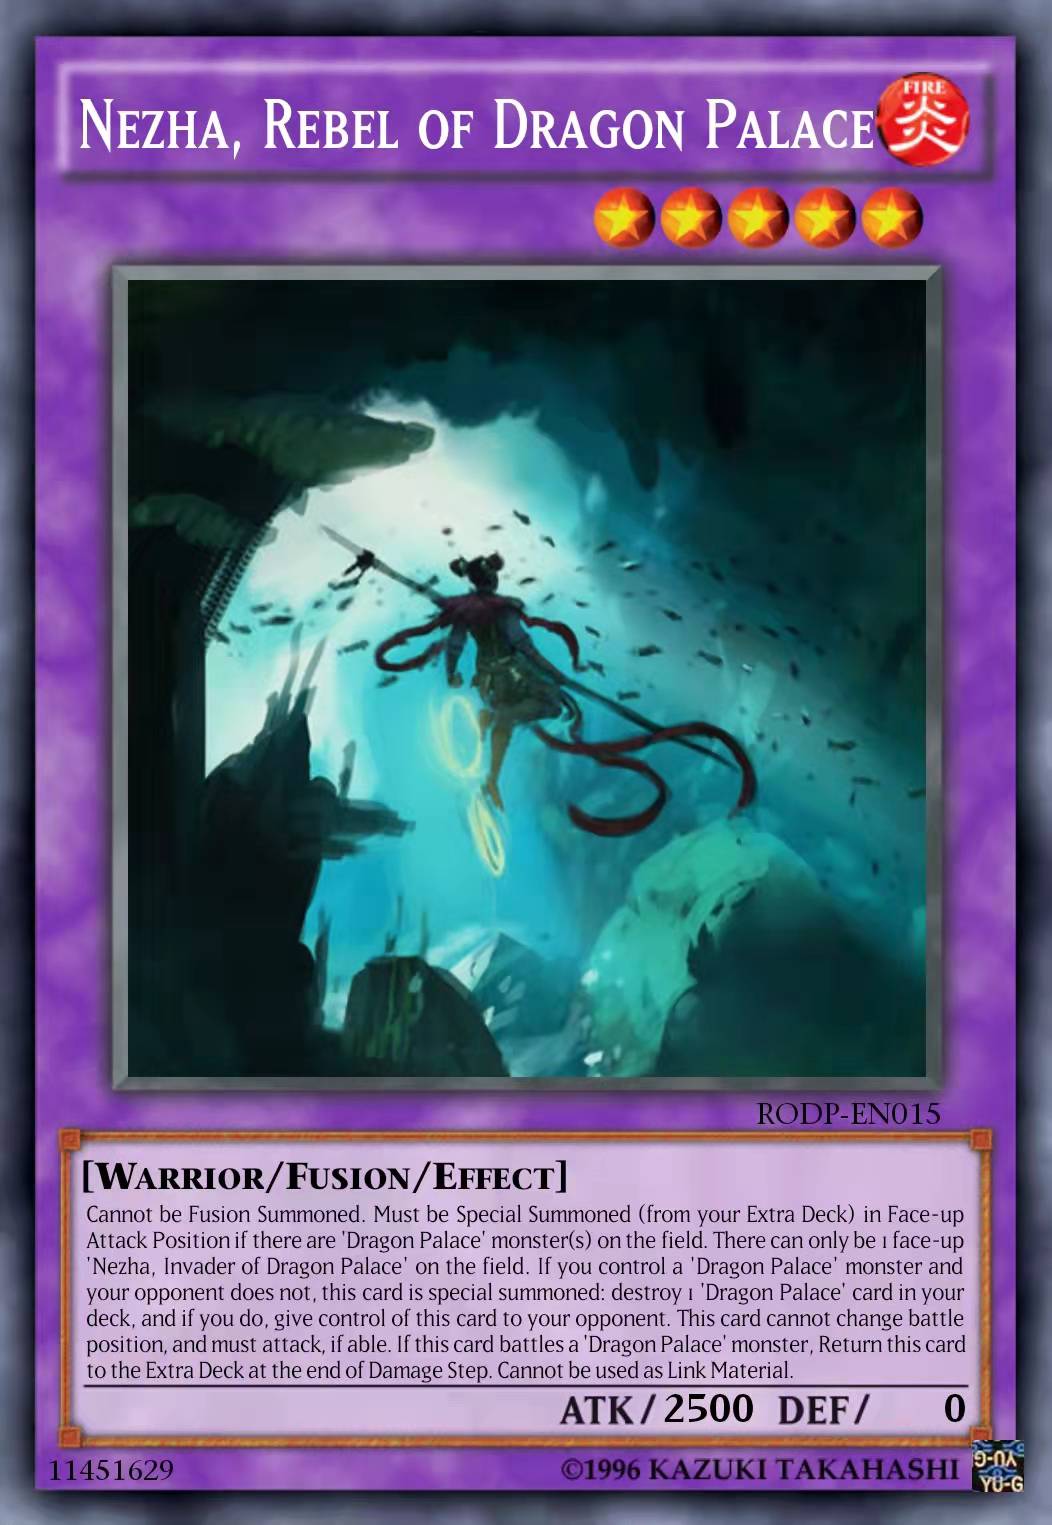 Nezha, Rebel of Dragon Palace
FIRE
炎
RODP-EN015
[Warrior/Fusion/Effect]
Cannot be Fusion Summoned. Must be Special Summoned (from your Extra Deck) in Face-up
Attack Position if there are 'Dragon Palace' monster(s) on the field. There can only be 1 face-up
'Nezha, Invader of Dragon Palace' on the field. If you control a 'Dragon Palace' monster and
your opponent does not, this card is special summoned: destroy 1 'Dragon Palace' card in your
deck, and if you do, give control of this card to your opponent. This card cannot change battle
position, and must attack, if able. If this card battles a 'Dragon Palace' monster, Return this card
to the Extra Deck at the end of Damage Step. Cannot be used as Link Material.
ATK/2500 DEF/ 0
11451629 ©1996 KAZUKI TAKAHASHI
YU-G